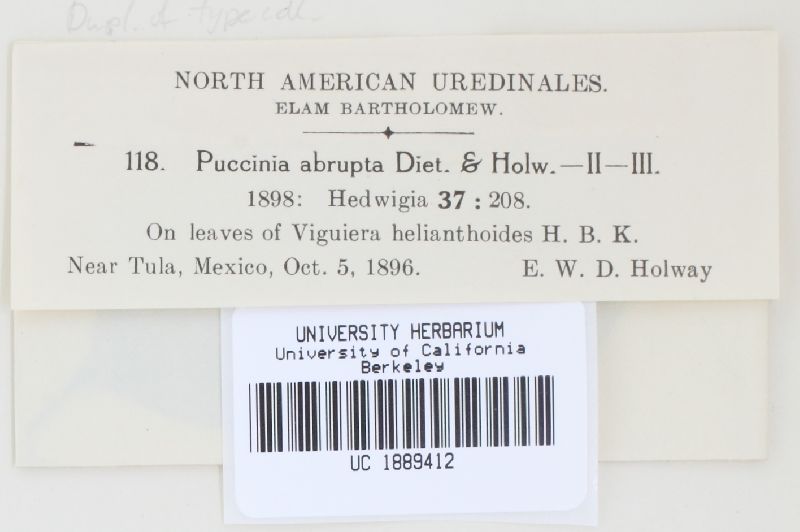 Dupl. of type coll.
NORTH AMERICAN UREDINALES.
ELAM BARTHOLOMEW.
118. Puccinia abrupta Diet. & Holw.—II—III.
1898: Hedwigia 37 : 208.
On leaves of Viguiera helianthoides H. B. K.
Near Tula, Mexico, Oct. 5, 1896. E. W. D. Holway
UNIVERSITY HERBARIUM
University of California
Berkeley
UC 1889412